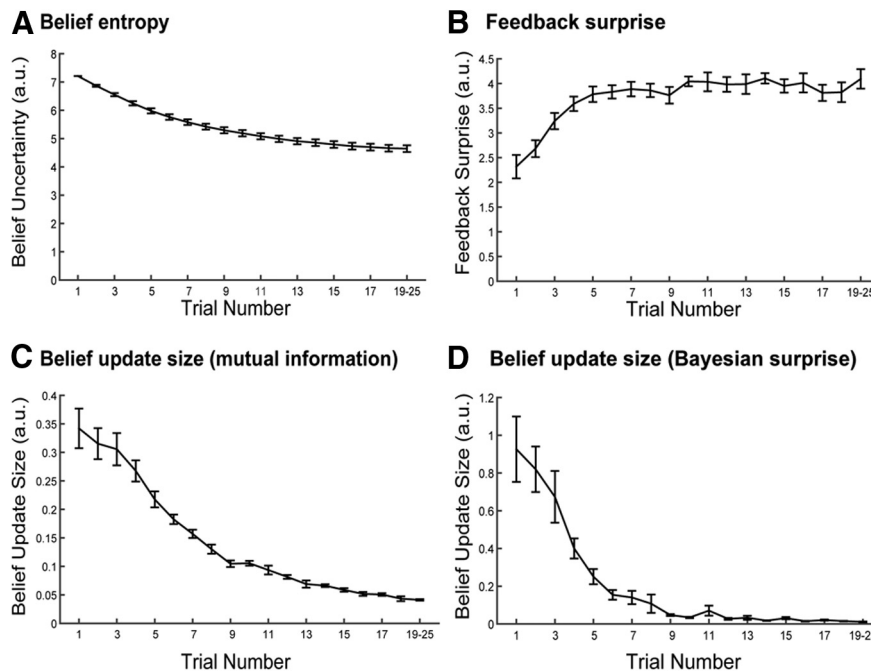 A Belief entropy
Belief Uncertainty (a.u.)
8
7
6
5
4
3
2
1
0
1 3 5 7 9 11 13 15 17 19-25
Trial Number
B Feedback surprise
Feedback Surprise (a.u.)
4.5
4
3.5
3
2.5
2
1.5
1
0.5
0
1 3 5 7 9 11 13 15 17 19-25
Trial Number
C Belief update size (mutual information)
Belief Update Size (a.u.)
0.4
0.35
0.3
0.25
0.2
0.15
0.1
0.05
0
1 3 5 7 9 11 13 15 17 19-25
Trial Number
D Belief update size (Bayesian surprise)
Belief Update Size (a.u.)
1.2
1
0.8
0.6
0.4
0.2
0
1 3 5 7 9 11 13 15 17 19-25
Trial Number